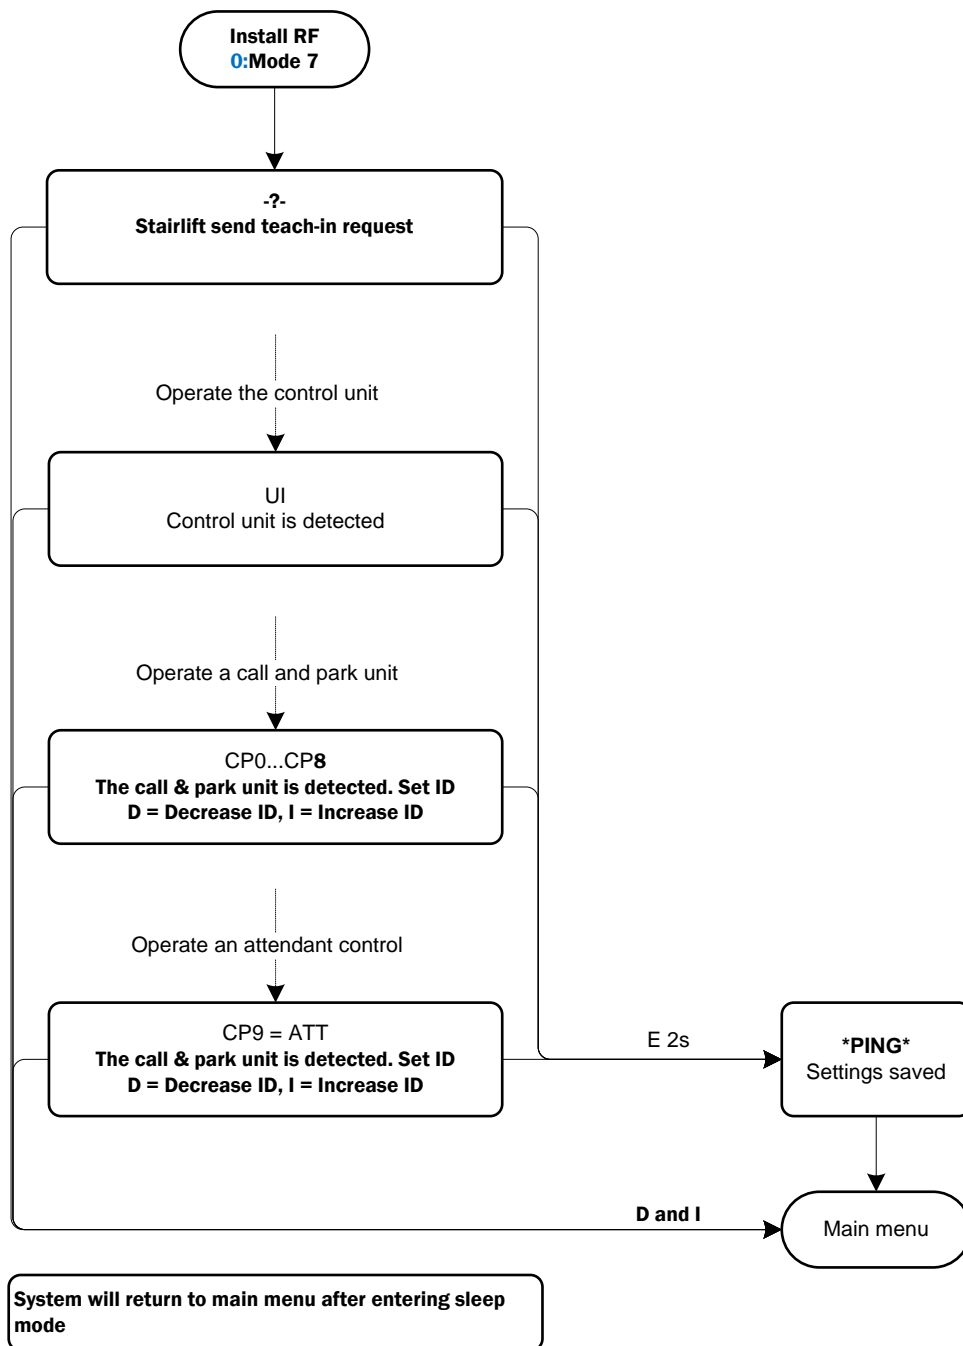 Install RF
0:Mode 7
-?-
Stairlift send teach-in request
Operate the control unit
UI
Control unit is detected
Operate a call and park unit
CP0...CP8
The call & park unit is detected. Set ID
D = Decrease ID, I = Increase ID
Operate an attendant control
CP9 = ATT
The call & park unit is detected. Set ID
D = Decrease ID, I = Increase ID
E 2s
*PING*
Settings saved
D and I
Main menu
System will return to main menu after entering sleep
mode